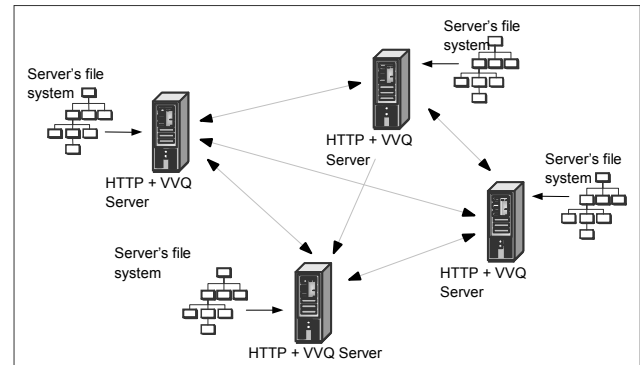 Server's file
system
Server's file
system
HTTP + VVQ
Server
HTTP + VVQ
Server
Server's file
system
HTTP + VVQ
Server
Server's file
system
HTTP + VVQ Server